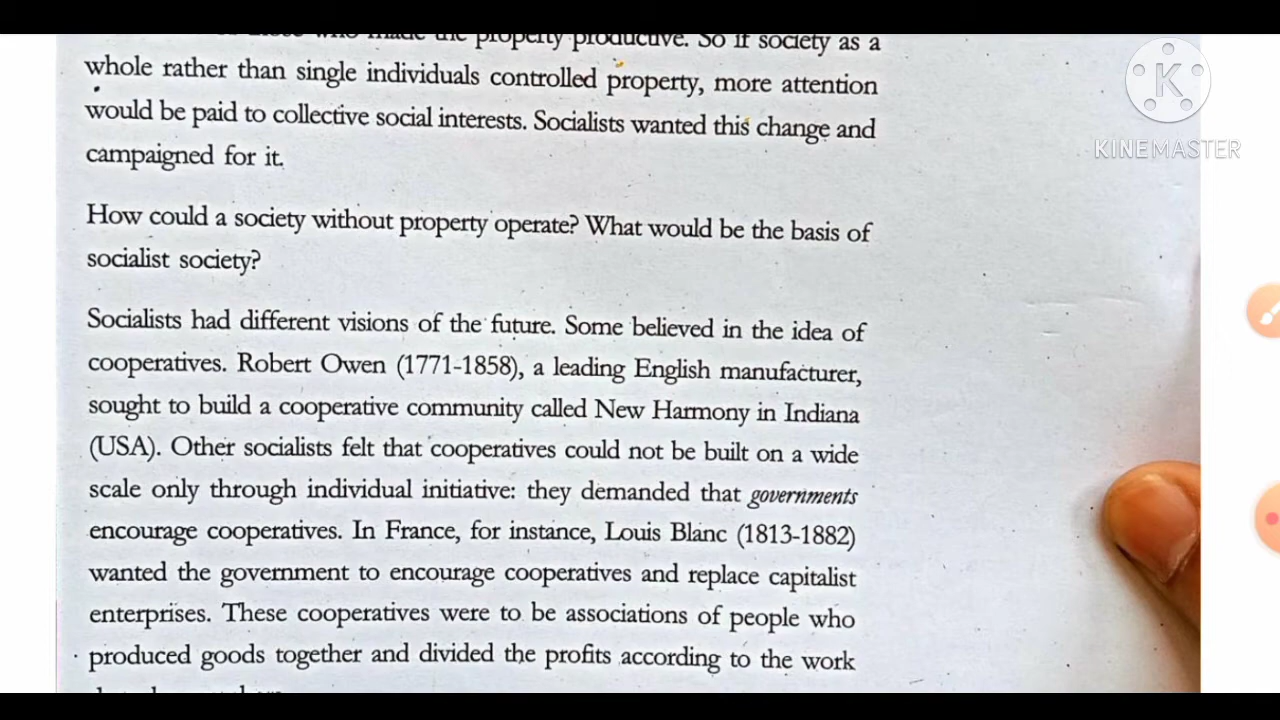 who made the property productive. So if society as a
whole rather than single individuals controlled property, more attention
would be paid to collective social interests. Socialists wanted this change and
campaigned for it.
How could a society without property operate? What would be the basis of
socialist society?
Socialists had different visions of the future. Some believed in the idea of
cooperatives. Robert Owen (1771-1858), a leading English manufacturer,
sought to build a cooperative community called New Harmony in Indiana
(USA). Other socialists felt that cooperatives could not be built on a wide
scale only through individual initiative: they demanded that governments
encourage cooperatives. In France, for instance, Louis Blanc (1813-1882)
wanted the government to encourage cooperatives and replace capitalist
enterprises. These cooperatives were to be associations of people who
produced goods together and divided the profits according to the work
K
KINEMASTER